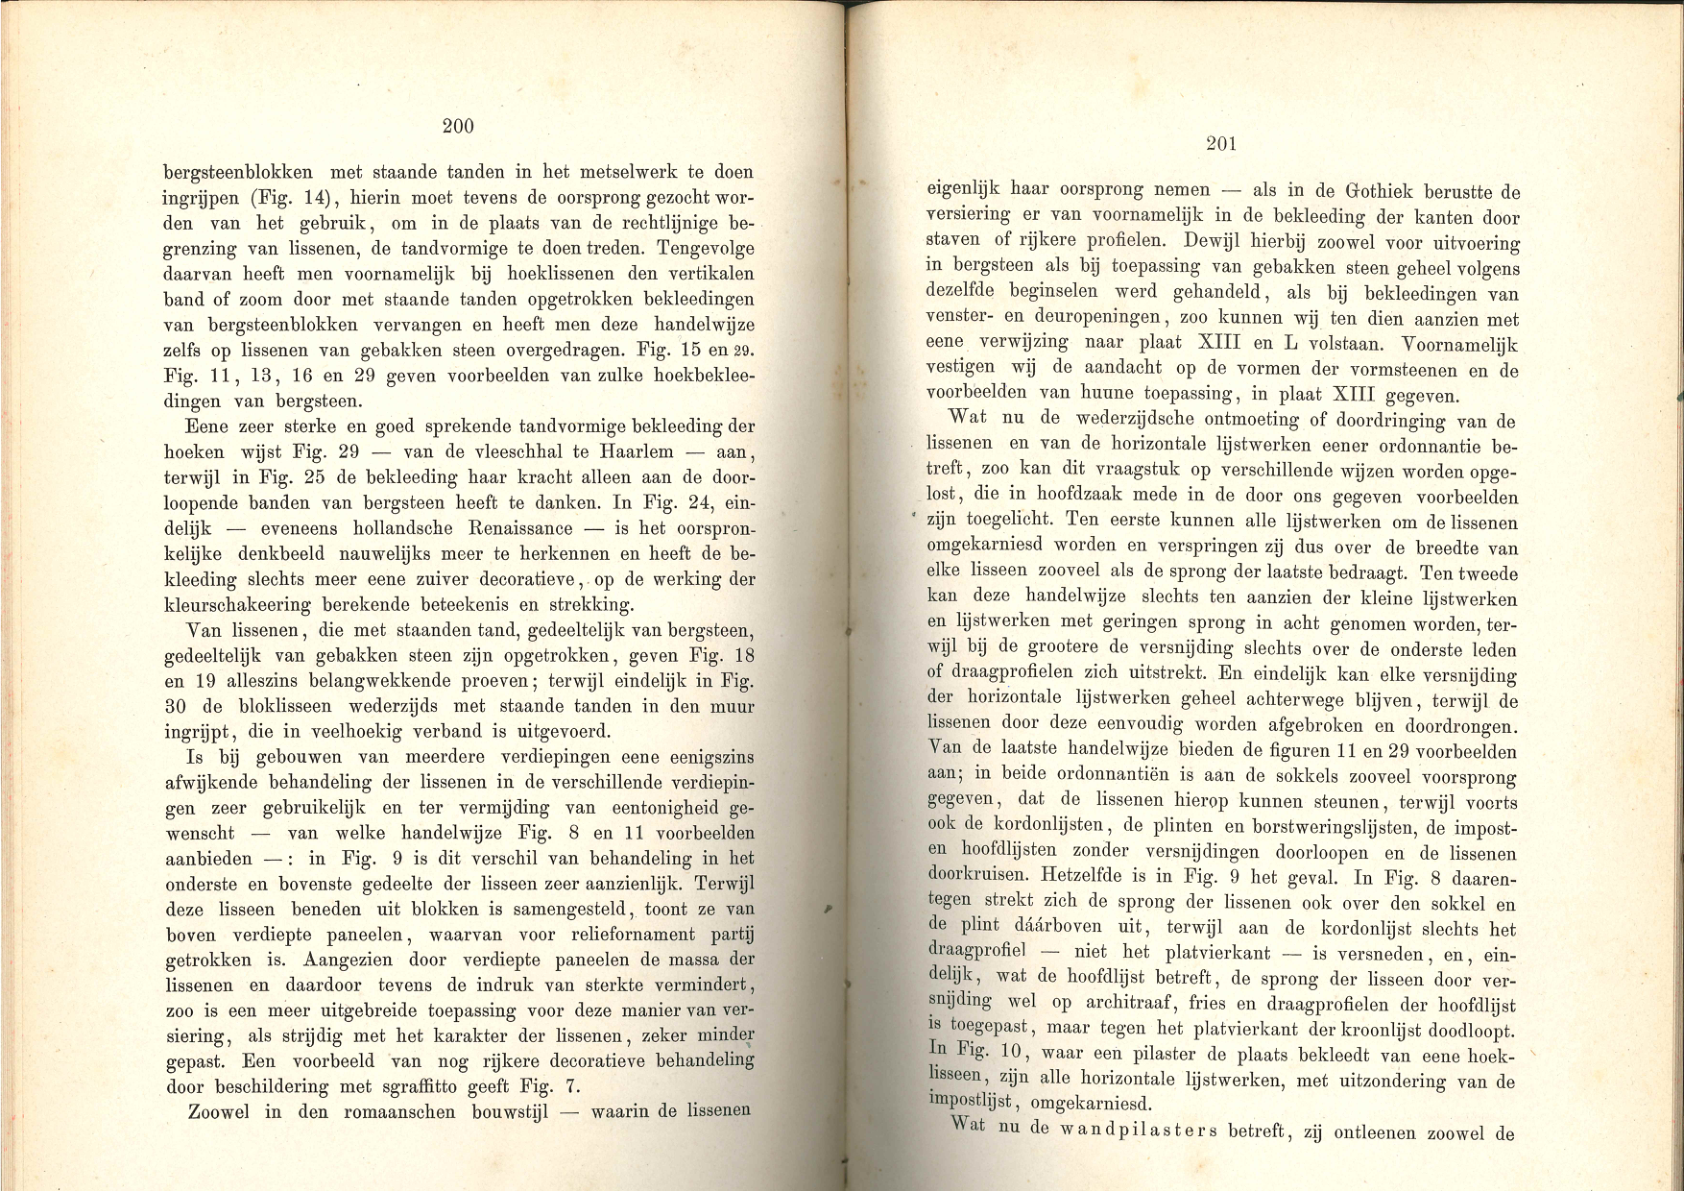 200
bergsteenblokken met staande tanden in het metselwerk te doen
ingrijpen (Fig. 14), hierin moet tevens de oorsprong gezocht wor-
den van het gebruik, om in de plaats van de rechtlijnige be-
grenzing van lissenen, de tandvormige te doen treden. Tengevolge
daarvan heeft men voornamelijk bij hoeklissenen den vertikalen
band of zoom door met staande tanden opgetrokken bekleedingen
van bergsteenblokken vervangen en heeft men deze handelwijze
zelfs op lissenen van gebakken steen overgedragen. Fig. 15 en 29.
Fig. 11, 13, 16 en 29 geven voorbeelden van zulke hoekbeklee-
dingen van bergsteen.
Eene zeer sterke en goed sprekende tandvormige bekleeding der
hoeken wijst Fig. 29 — van de vleeschhal te Haarlem — aan,
terwijl in Fig. 25 de bekleeding haar kracht alleen aan de door-
loopende banden van bergsteen heeft te danken. In Fig. 24, ein-
delijk — eveneens hollandsche Renaissance — is het oorspron-
kelijke denkbeeld nauwelijks meer te herkennen en heeft de be-
kleeding slechts meer eene zuiver decoratieve, op de werking der
kleurschakeering berekende beteekenis en strekking.
Van lissenen, die met staanden tand, gedeeltelijk van bergsteen,
gedeeltelijk van gebakken steen zijn opgetrokken, geven Fig. 18
en 19 alleszins belangwekkende proeven; terwijl eindelijk in Fig.
30 de bloklisseen wederzijds met staande tanden in den muur
ingrijpt, die in veelhoekig verband is uitgevoerd.
Is bij gebouwen van meerdere verdiepingen eene eenigszins
afwijkende behandeling der lissenen in de verschillende verdiepin-
gen zeer gebruikelijk en ter vermijding van eentonigheid ge-
wenscht — van welke handelwijze Fig. 8 en 11 voorbeelden
aanbieden —: in Fig. 9 is dit verschil van behandeling in het
onderste en bovenste gedeelte der lisseen zeer aanzienlijk. Terwijl
deze lisseen beneden uit blokken is samengesteld, toont ze van
boven verdiepte paneelen, waarvan voor reliefornament partij
getrokken is. Aangezien door verdiepte paneelen de massa der
lissenen en daardoor tevens de indruk van sterkte vermindert,
zoo is een meer uitgebreide toepassing voor deze manier van ver-
siering, als strijdig met het karakter der lissenen, zeker minder
gepast. Een voorbeeld van nog rijkere decoratieve behandeling
door beschildering met sgraffitto geeft Fig. 7.
Zoowel in den romaanschen bouwstijl — waarin de lissenen
201
eigenlijk haar oorsprong nemen — als in de Gothiek berustte de
versiering er van voornamelijk in de bekleeding der kanten door
staven of rijkere profielen. Dewijl hierbij zoowel voor uitvoering
in bergsteen als bij toepassing van gebakken steen geheel volgens
dezelfde beginselen werd gehandeld, als bij bekleedingen van
venster- en deuropeningen, zoo kunnen wij ten dien aanzien met
eene verwijzing naar plaat XIII en L volstaan. Voornamelijk
vestigen wij de aandacht op de vormen der vormsteenen en de
voorbeelden van hunne toepassing, in plaat XIII gegeven.
Wat nu de wederzijdsche ontmoeting of doordringing van de
lissenen en van de horizontale lijstwerken eener ordonnantie be-
treft, zoo kan dit vraagstuk op verschillende wijzen worden opge-
lost, die in hoofdzaak mede in de door ons gegeven voorbeelden
zijn toegelicht. Ten eerste kunnen alle lijstwerken om de lissenen
omgekarniesd worden en verspringen zij dus over de breedte van
elke lisseen zooveel als de sprong der laatste bedraagt. Ten tweede
kan deze handelwijze slechts ten aanzien der kleine lijstwerken
en lijstwerken met geringen sprong in acht genomen worden, ter-
wijl bij de grootere de versnijding slechts over de onderste leden
of draagprofielen zich uitstrekt. En eindelijk kan elke versnijding
der horizontale lijstwerken geheel achterwege blijven, terwijl de
lissenen door deze eenvoudig worden afgebroken en doordrongen.
Van de laatste handelwijze bieden de figuren 11 en 29 voorbeelden
aan; in beide ordonnantiën is aan de sokkels zooveel voorsprong
gegeven, dat de lissenen hierop kunnen steunen, terwijl voorts
ook de kordonlijsten, de plinten en borstweringslijsten, de impost-
en hoofdlijsten zonder versnijdingen doorloopen en de lissenen
doorkruisen. Hetzelfde is in Fig. 9 het geval. In Fig. 8 daaren-
tegen strekt zich de sprong der lissenen ook over den sokkel en
de plint dáárboven uit, terwijl aan de kordonlijst slechts het
draagprofiel — niet het platvierkant — is versneden, en, ein-
delijk, wat de hoofdlijst betreft, de sprong der lisseen door ver-
snijding wel op architraaf, fries en draagprofielen der hoofdlijst
is toegepast, maar tegen het platvierkant der kroonlijst doodloopt.
In Fig. 10, waar een pilaster de plaats bekleedt van eene hoek-
lisseen, zijn alle horizontale lijstwerken, met uitzondering van de
impostlijst, omgekarniesd.
Wat nu de wandpilasters betreft, zij ontleenen zoowel de